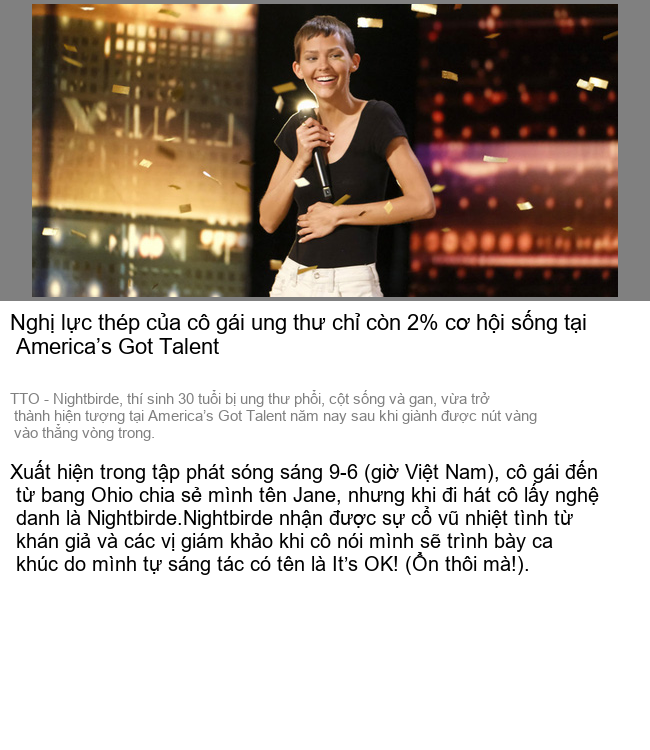 Nghị lực thép của cô gái ung thư chỉ còn 2% cơ hội sống tại
America’s Got Talent
TTO - Nightbirde, thí sinh 30 tuổi bị ung thư phổi, cột sống và gan, vừa trở
thành hiện tượng tại America’s Got Talent năm nay sau khi giành được nút vàng
vào thẳng vòng trong.
Xuất hiện trong tập phát sóng sáng 9-6 (giờ Việt Nam), cô gái đến
từ bang Ohio chia sẻ mình tên Jane, nhưng khi đi hát cô lấy nghệ
danh là Nightbirde.Nightbirde nhận được sự cổ vũ nhiệt tình từ
khán giả và các vị giám khảo khi cô nói mình sẽ trình bày ca
khúc do mình tự sáng tác có tên là It’s OK! (Ổn thôi mà!).